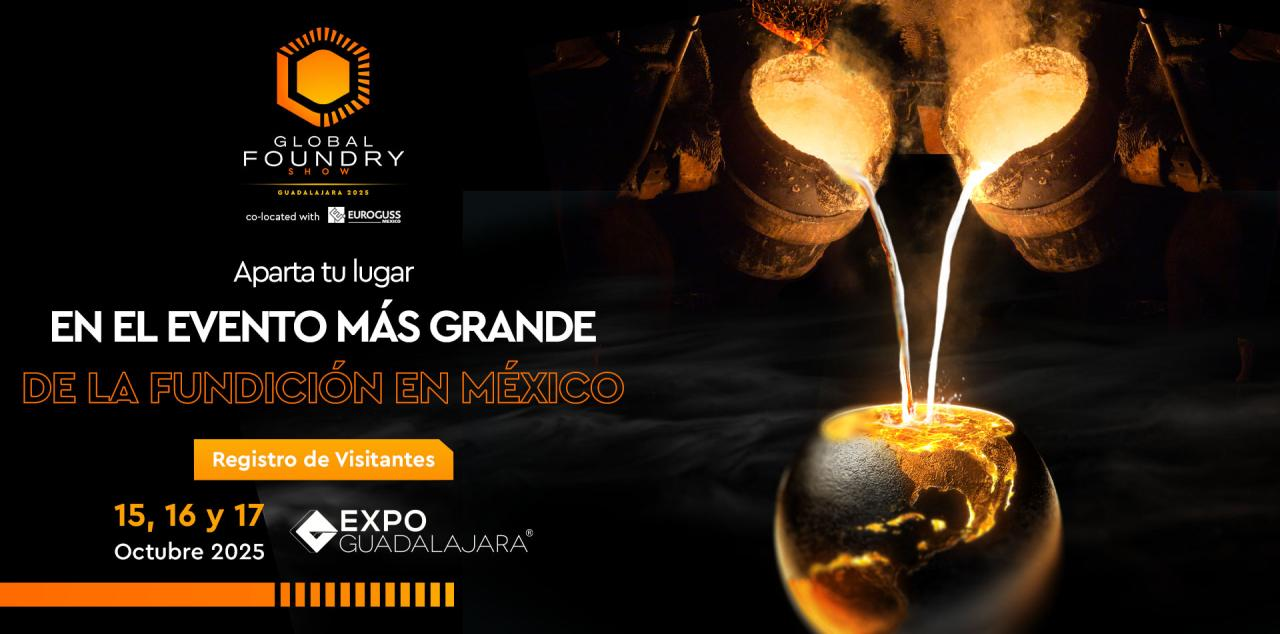 GLOBAL
FOUNDRY
SHOW
GUADALAJARA 2025
co-located with EUROGUSS
MEXICO
Aparta tu lugar
EN EL EVENTO MÁS GRANDE
DE LA FUNDICIÓN EN MÉXICO
Registro de Visitantes
15, 16 y 17
Octubre 2025
EXPO
GUADALAJARA®